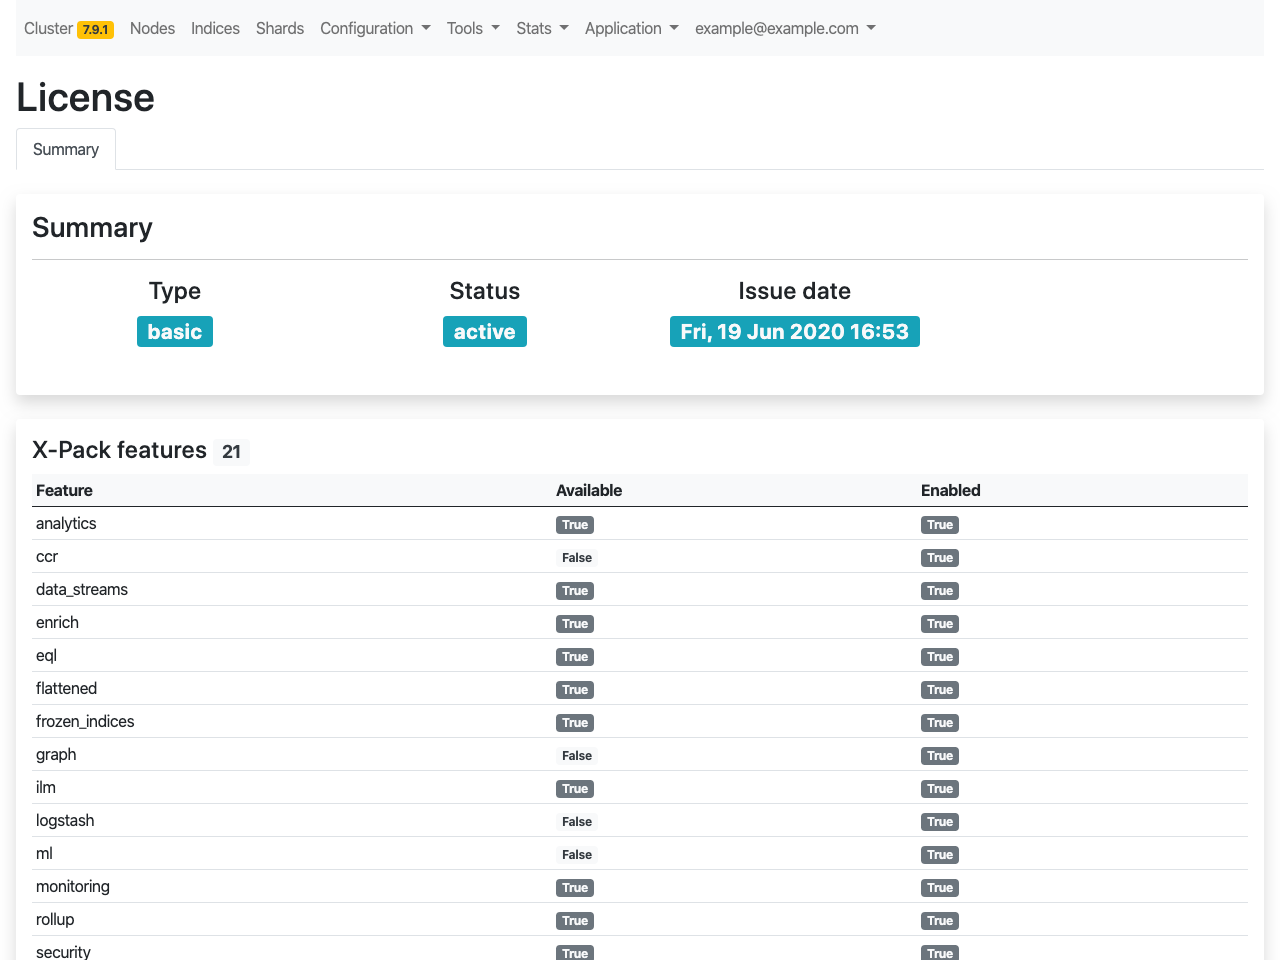 Cluster 7.9.1 Nodes Indices Shards Configuration Tools Stats Application example@example.com
License
Summary
Summary
Type Status Issue date
basic active Fri, 19 Jun 2020 16:53
X-Pack features 21
Feature Available Enabled
analytics True True
ccr False True
data_streams True True
enrich True True
eql True True
flattened True True
frozen_indices True True
graph False True
ilm True True
logstash False True
ml False True
monitoring True True
rollup True True
security True True